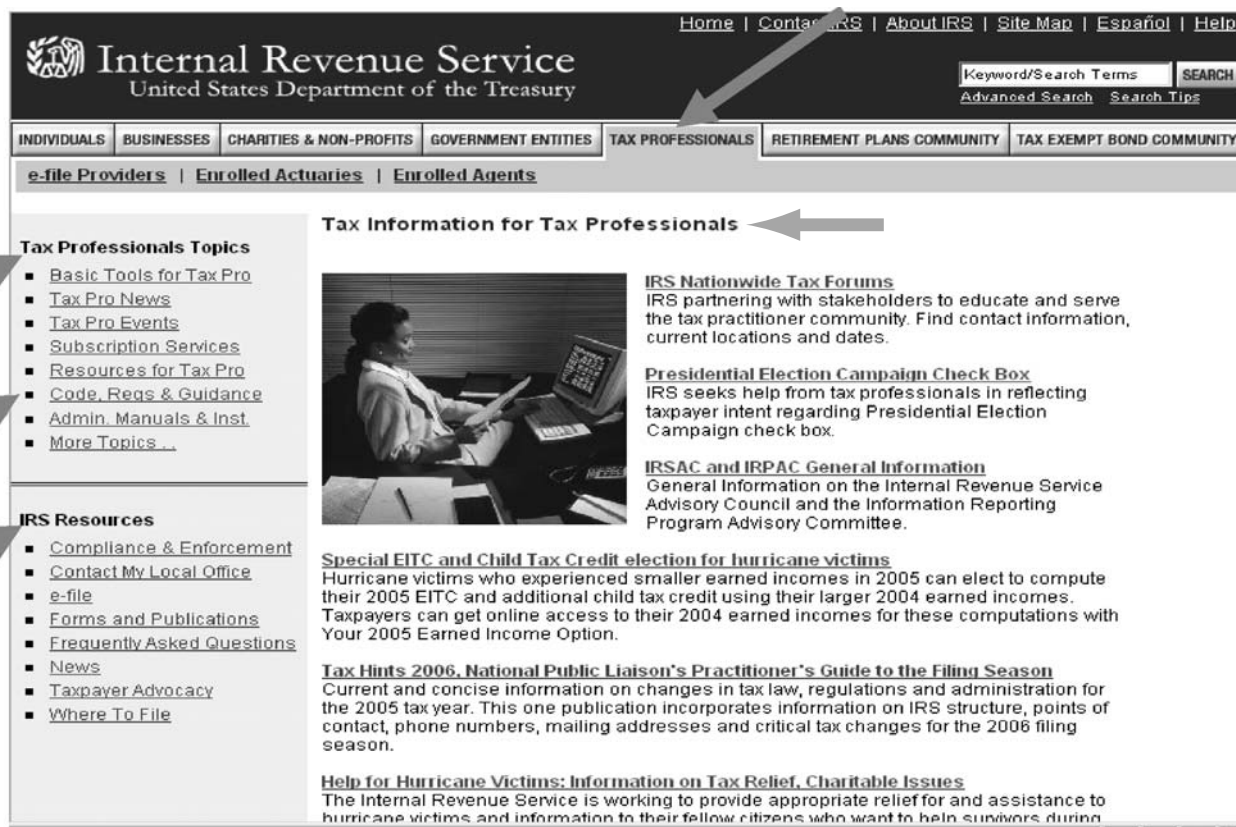 Home | Contact IRS | About IRS | Site Map | Español | Help
Internal Revenue Service
United States Department of the Treasury
Keyword/Search Terms SEARCH
Advanced Search Search Tips
INDIVIDUALS BUSINESSES CHARITIES & NON-PROFITS GOVERNMENT ENTITIES TAX PROFESSIONALS RETIREMENT PLANS COMMUNITY TAX EXEMPT BOND COMMUNITY
e-file Providers | Enrolled Actuaries | Enrolled Agents
Tax Professionals Topics
Basic Tools for Tax Pro
Tax Pro News
Tax Pro Events
Subscription Services
Resources for Tax Pro
Code, Regs & Guidance
Admin. Manuals & Inst.
More Topics . .
IRS Resources
Compliance & Enforcement
Contact My Local Office
e-file
Forms and Publications
Frequently Asked Questions
News
Taxpayer Advocacy
Where To File
Tax Information for Tax Professionals
IRS Nationwide Tax Forums
IRS partnering with stakeholders to educate and serve
the tax practitioner community. Find contact information,
current locations and dates.
Presidential Election Campaign Check Box
IRS seeks help from tax professionals in reflecting
taxpayer intent regarding Presidential Election
Campaign check box.
IRSAC and IRPAC General Information
General Information on the Internal Revenue Service
Advisory Council and the Information Reporting
Program Advisory Committee.
Special EITC and Child Tax Credit election for hurricane victims
Hurricane victims who experienced smaller earned incomes in 2005 can elect to compute
their 2005 EITC and additional child tax credit using their larger 2004 earned incomes.
Taxpayers can get online access to their 2004 earned incomes for these computations with
Your 2005 Earned Income Option.
Tax Hints 2006, National Public Liaison's Practitioner's Guide to the Filing Season
Current and concise information on changes in tax law, regulations and administration for
the 2005 tax year. This one publication incorporates information on IRS structure, points of
contact, phone numbers, mailing addresses and critical tax changes for the 2006 filing
season.
Help for Hurricane Victims: Information on Tax Relief, Charitable Issues
The Internal Revenue Service is working to provide appropriate relief for and assistance to
hurricane victims and information to their fellow citizens who want to help survivors during